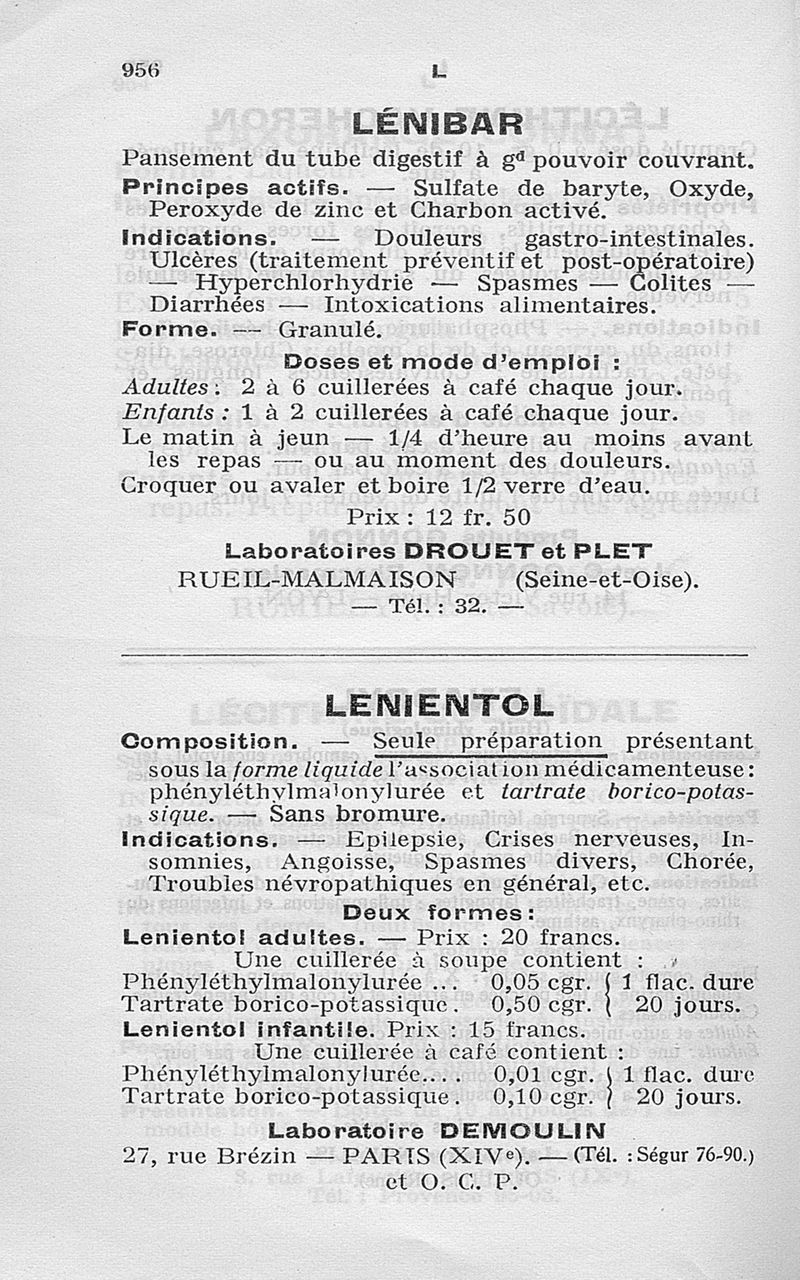 956
L
LÉNIBAR
Pansement du tube digestif à gd pouvoir couvrant.
Principes actifs. — Sulfate de baryte, Oxyde,
Peroxyde de zinc et Charbon activé.
Indications. — Douleurs gastro-intestinales.
Ulcères (traitement préventif et post-opératoire)
— Hyperchlorhydrie — Spasmes — Colites —
Diarrhées — Intoxications alimentaires.
Forme. — Granulé.
Doses et mode d'emploi :
Adultes : 2 à 6 cuillerées à café chaque jour.
Enfants : 1 à 2 cuillerées à café chaque jour.
Le matin à jeun — 1/4 d'heure au moins avant
les repas — ou au moment des douleurs.
Croquer ou avaler et boire 1/2 verre d'eau.
Prix : 12 fr. 50
Laboratoires DROUET et PLET
RUEIL-MALMAISON (Seine-et-Oise).
— Tél. : 32. —
LENIENTOL
Composition. — Seule préparation présentant
sous la forme liquide l'association médicamenteuse :
phényléthylmalonylurée et tartrate borico-potas-
sique. — Sans bromure.
Indications. — Epilepsie, Crises nerveuses, In-
somnies, Angoisse, Spasmes divers, Chorée,
Troubles névropathiques en général, etc.
Deux formes :
Lenientol adultes. — Prix : 20 francs.
Une cuillerée à soupe contient :
Phényléthylmalonylurée ... 0,05 cgr. { 1 flac. dure
Tartrate borico-potassique. 0,50 cgr. { 20 jours.
Lenientol infantile. Prix : 15 francs.
Une cuillerée à café contient :
Phényléthylmalonylurée.... 0,01 cgr. { 1 flac. dure
Tartrate borico-potassique. 0,10 cgr. } 20 jours.
Laboratoire DEMOULIN
27, rue Brézin — PARIS (XIVe). — (Tél. : Ségur 76-90.)
et O. C. P.